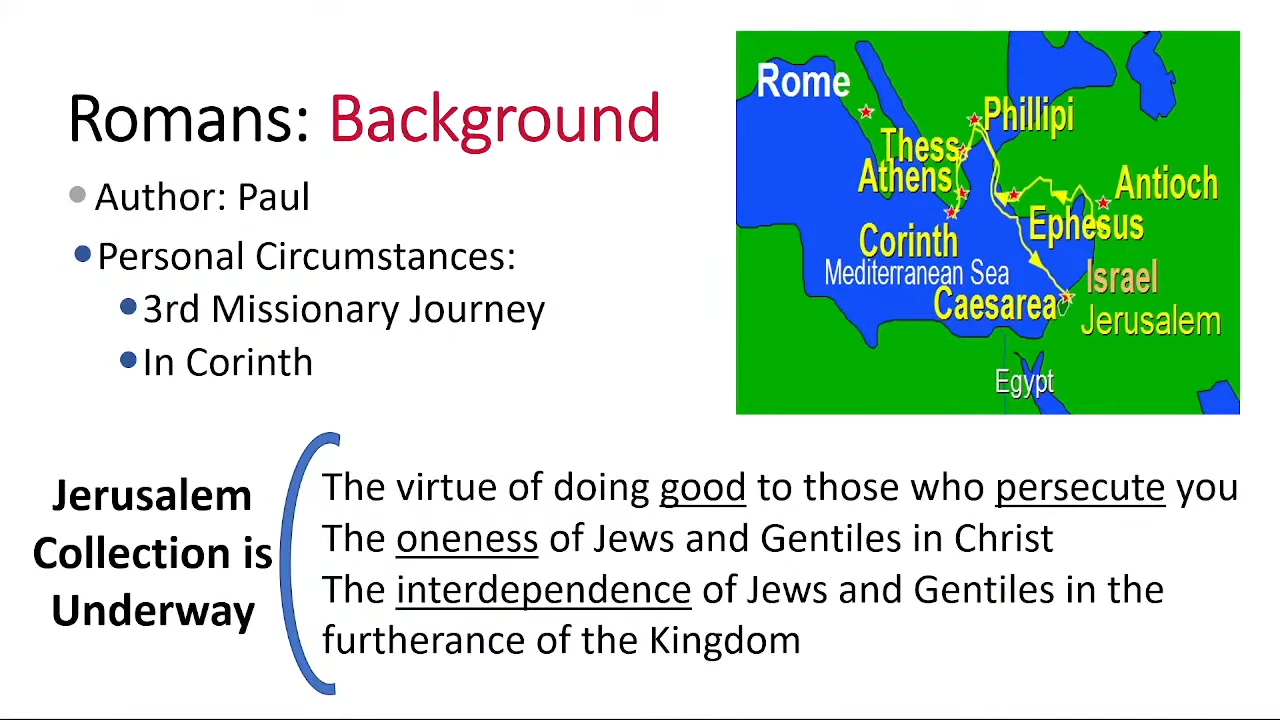 Romans: Background
Author: Paul
Personal Circumstances:
3rd Missionary Journey
In Corinth
Rome
Phillipi
Thess
Athens
Antioch
Ephesus
Corinth
Mediterranean Sea
Israel
Caesarea
Jerusalem
Egypt
Jerusalem
Collection is
Underway
The virtue of doing good to those who persecute you
The oneness of Jews and Gentiles in Christ
The interdependence of Jews and Gentiles in the
furtherance of the Kingdom